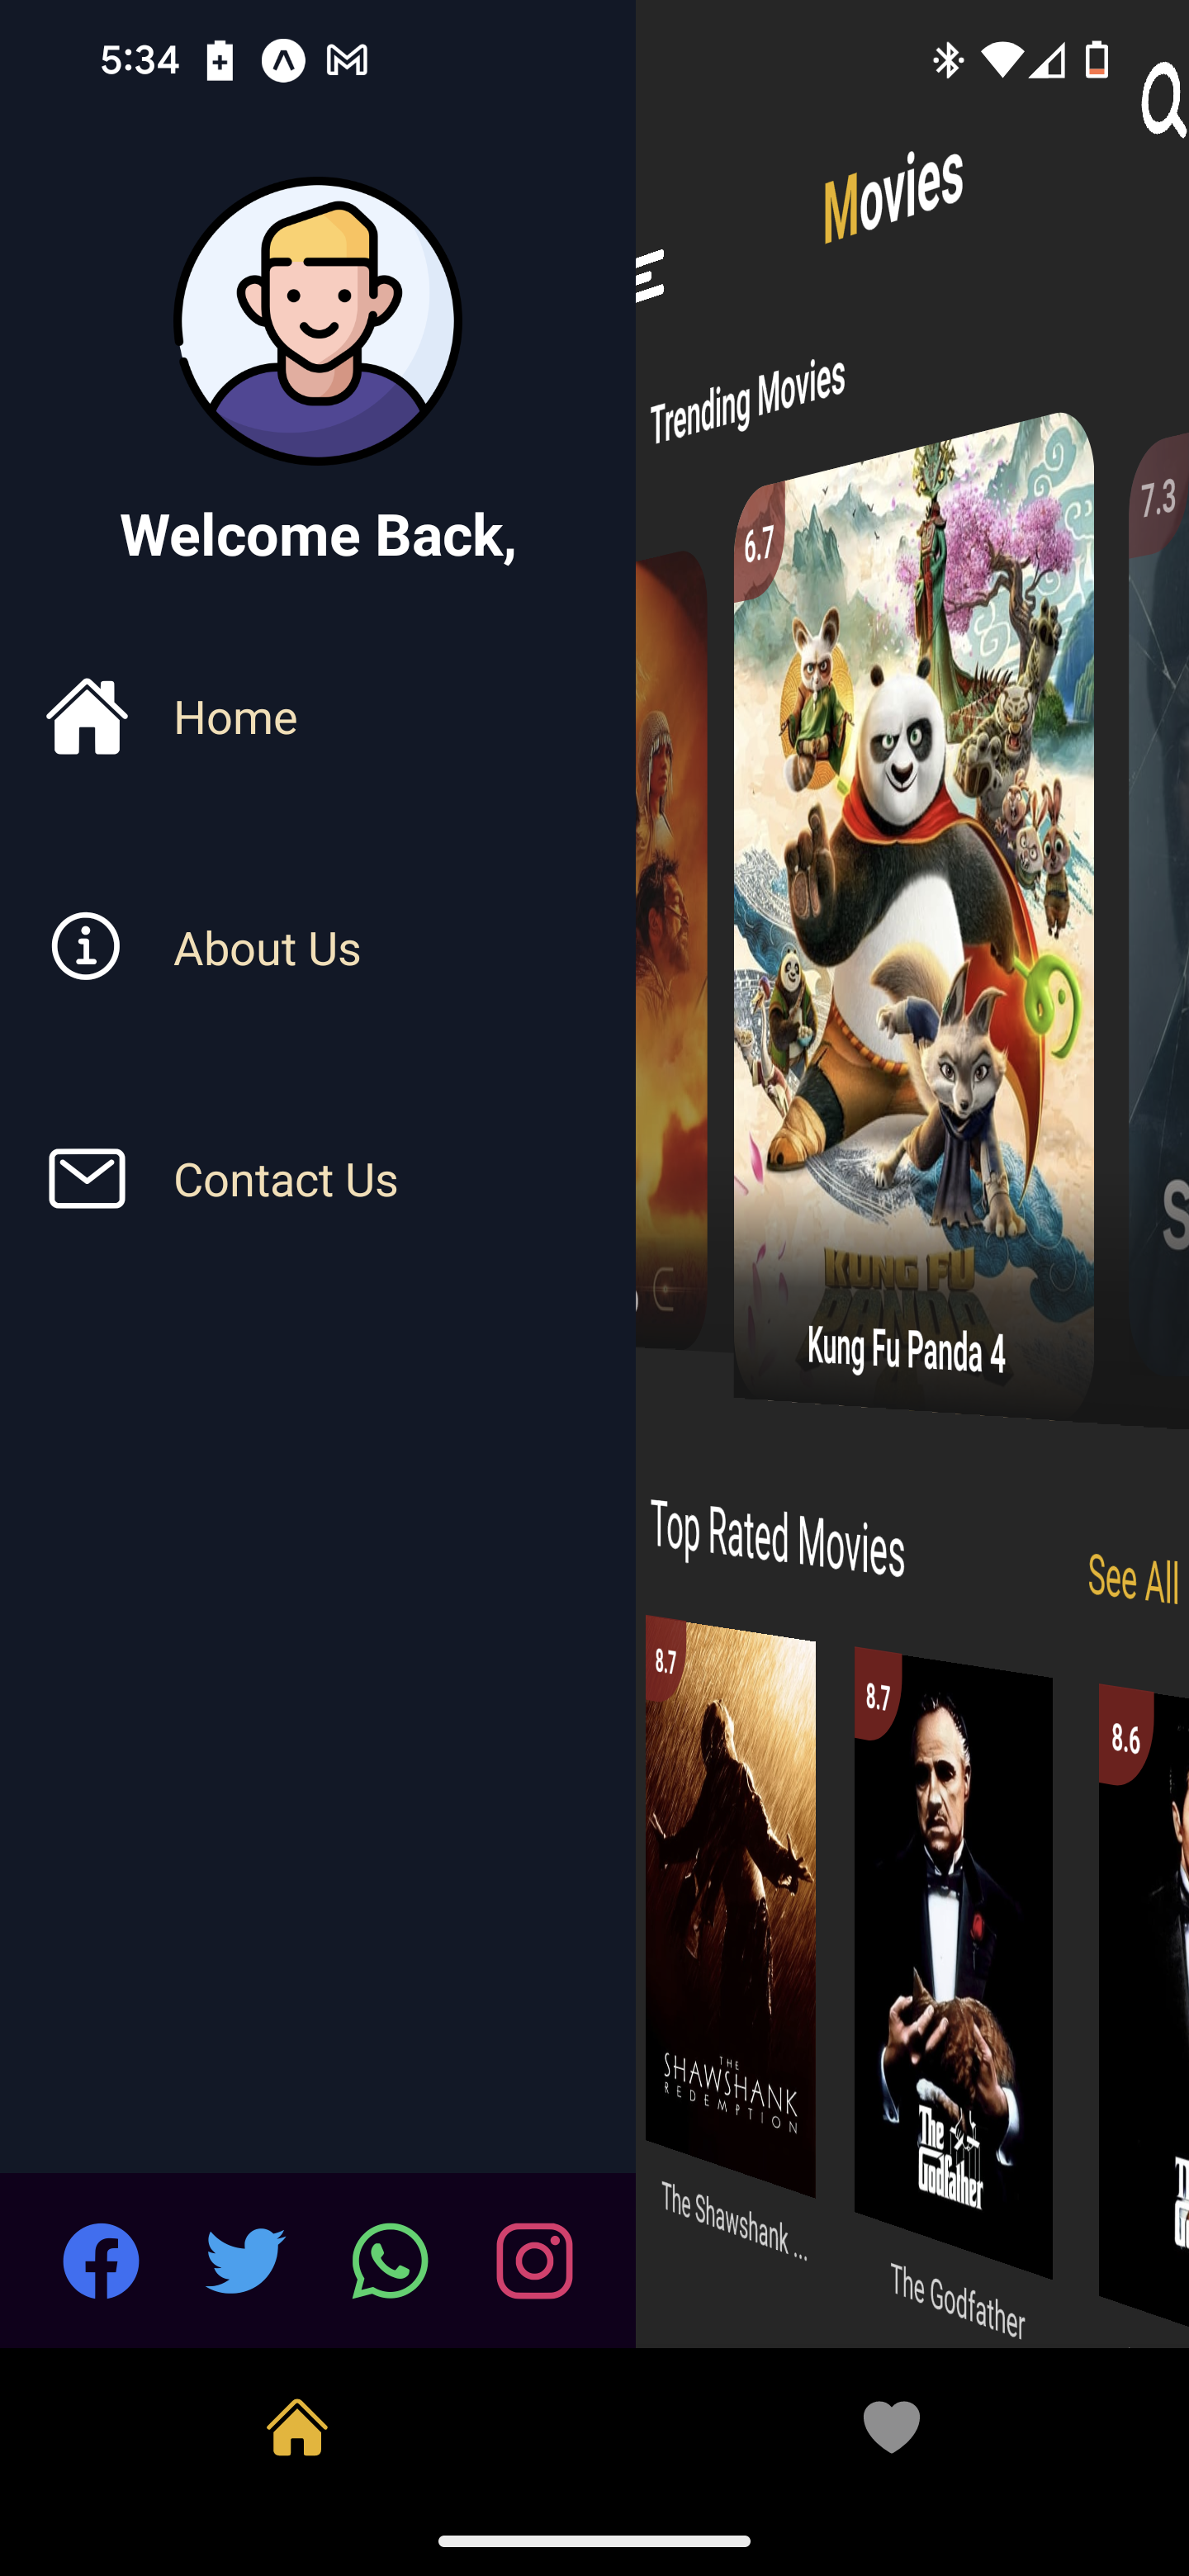 5:34
Movies
Welcome Back,
Home
About Us
Contact Us
Trending Movies
6.7
7.3
KUNG FU
PANDA
Kung Fu Panda 4
S
Top Rated Movies
See All
8.7
8.7
8.6
THE
SHAWSHANK
REDEMPTION
The Godfather
The Shawshank ...
The Godfather